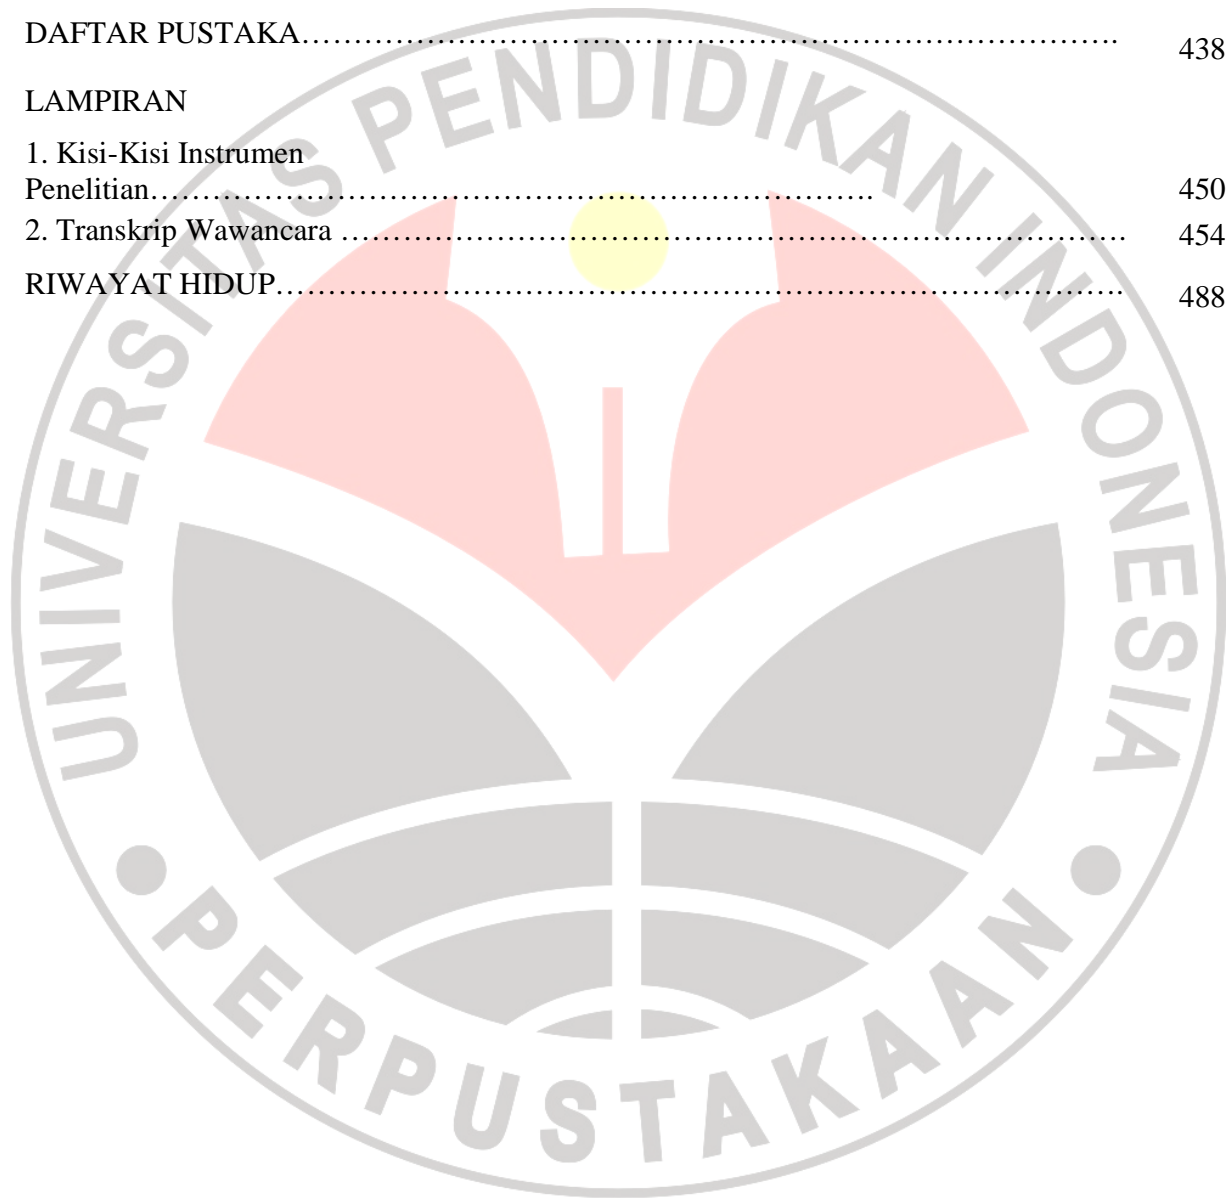 DAFTAR PUSTAKA…………………………………………………………………………. 438
LAMPIRAN
1. Kisi-Kisi Instrumen
Penelitian………………………………………………………………. 450
2. Transkrip Wawancara …………………………………………………………………. 454
RIWAYAT HIDUP………………………………………………………………………. 488
UNIVERSITAS PENDIDIKAN INDONESIA
PERPUSTAKAAN